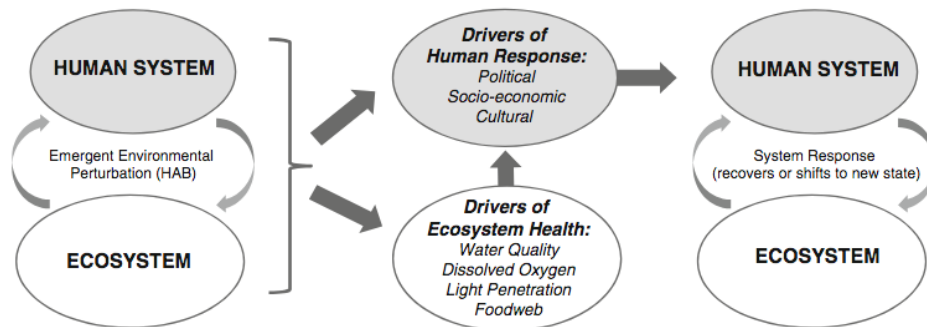 HUMAN SYSTEM
Emergent Environmental
Perturbation (HAB)
ECOSYSTEM
Drivers of
Human Response:
Political
Socio-economic
Cultural
Drivers of
Ecosystem Health:
Water Quality
Dissolved Oxygen
Light Penetration
Foodweb
HUMAN SYSTEM
System Response
(recovers or shifts to new state)
ECOSYSTEM